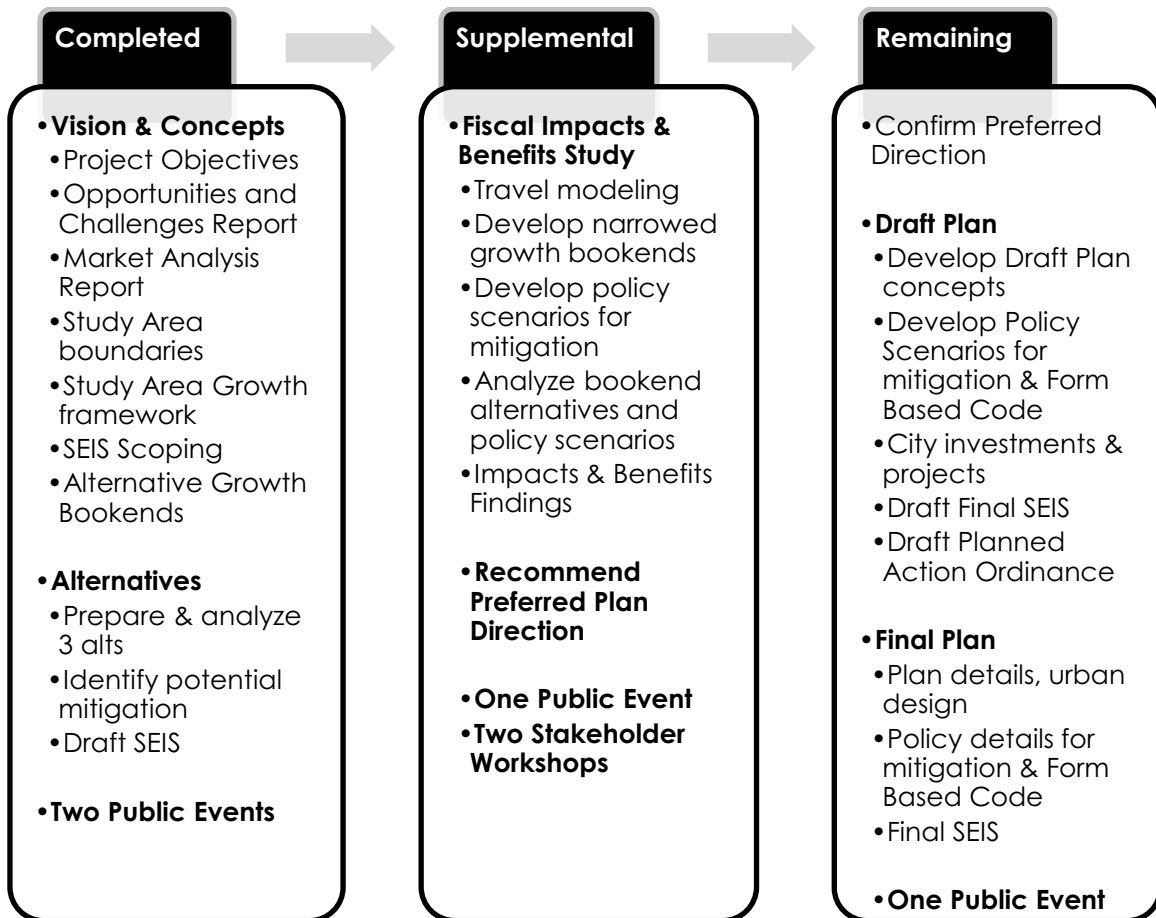 Completed
•Vision & Concepts
•Project Objectives
•Opportunities and
Challenges Report
•Market Analysis
Report
•Study Area
boundaries
•Study Area Growth
framework
•SEIS Scoping
•Alternative Growth
Bookends
•Alternatives
•Prepare & analyze
3 alts
•Identify potential
mitigation
•Draft SEIS
•Two Public Events
Supplemental
•Fiscal Impacts &
Benefits Study
•Travel modeling
•Develop narrowed
growth bookends
•Develop policy
scenarios for
mitigation
•Analyze bookend
alternatives and
policy scenarios
•Impacts & Benefits
Findings
•Recommend
Preferred Plan
Direction
•One Public Event
•Two Stakeholder
Workshops
Remaining
•Confirm Preferred
Direction
•Draft Plan
•Develop Draft Plan
concepts
•Develop Policy
Scenarios for
mitigation & Form
Based Code
•City investments &
projects
•Draft Final SEIS
•Draft Planned
Action Ordinance
•Final Plan
•Plan details, urban
design
•Policy details for
mitigation & Form
Based Code
•Final SEIS
•One Public Event